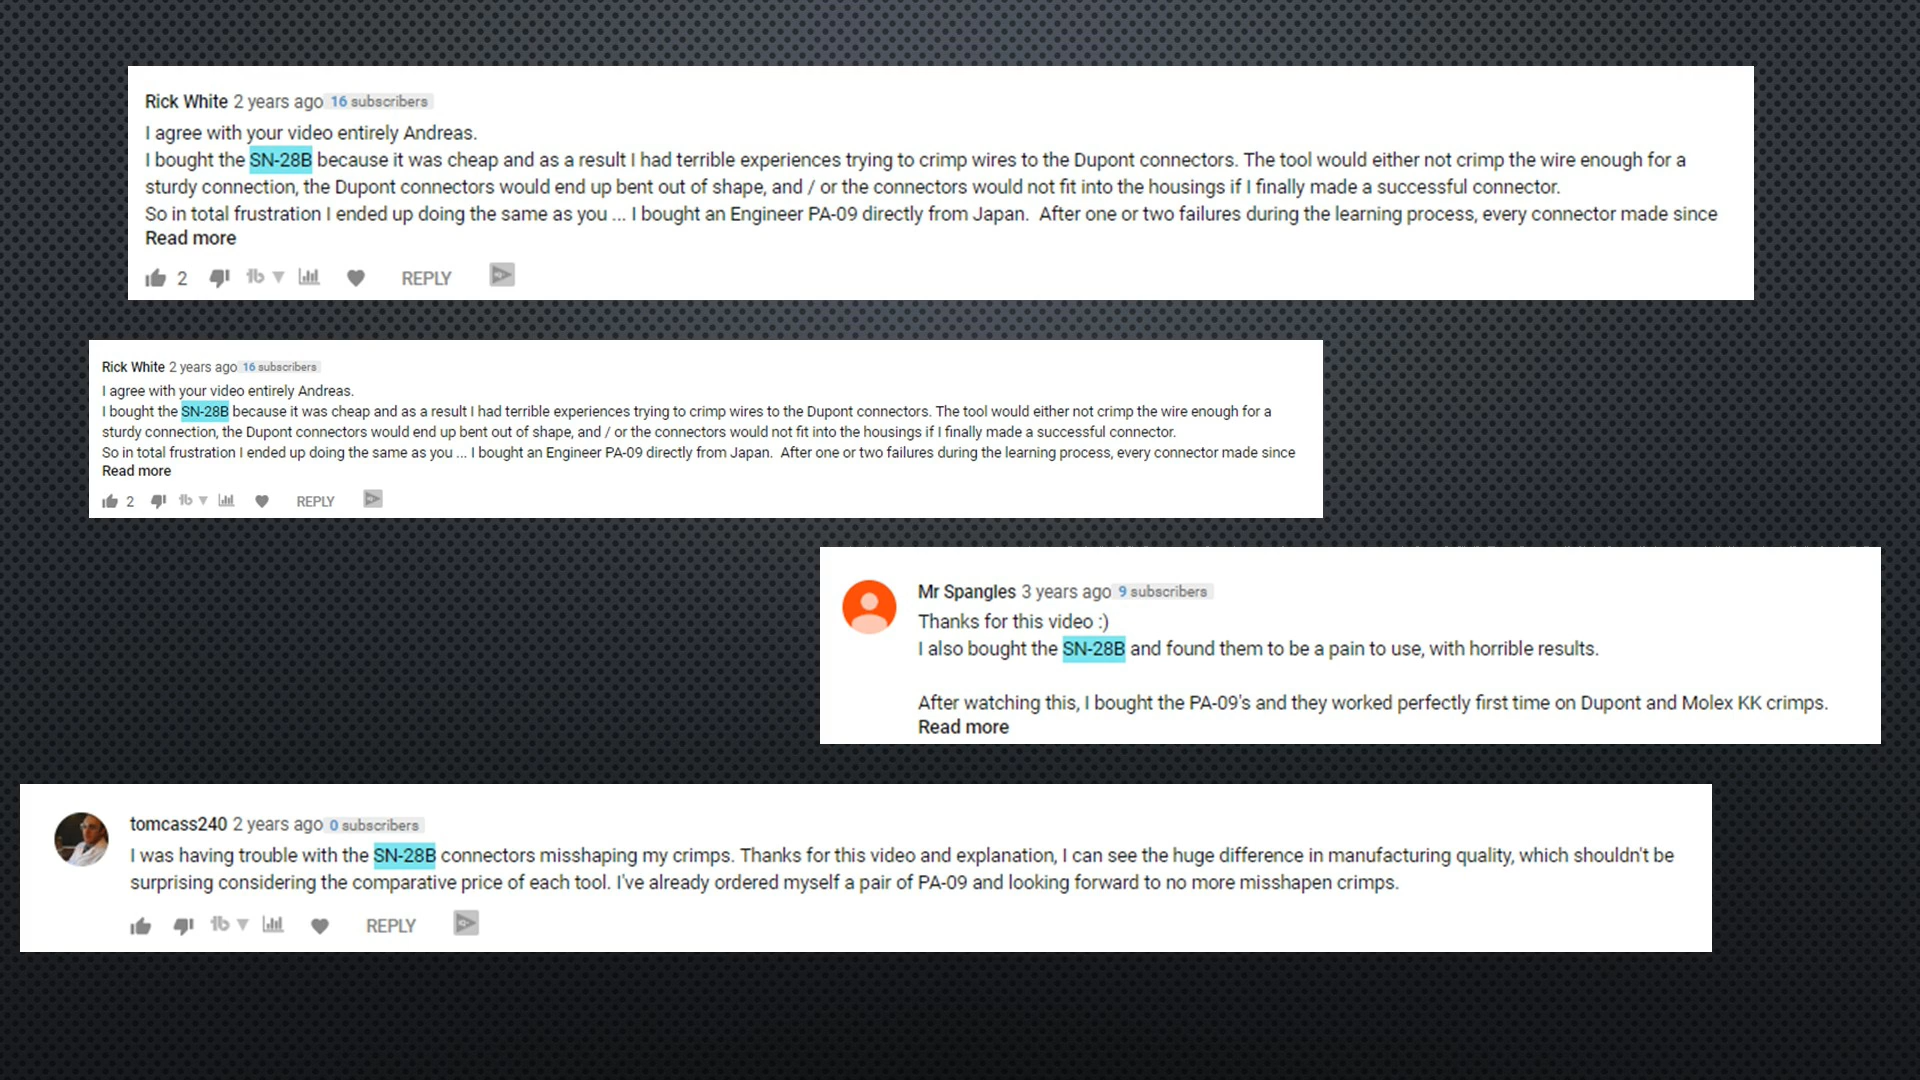 Rick White 2 years ago 16 subscribers
I agree with your video entirely Andreas.
I bought the SN-28B because it was cheap and as a result I had terrible experiences trying to crimp wires to the Dupont connectors. The tool would either not crimp the wire enough for a
sturdy connection, the Dupont connectors would end up bent out of shape, and / or the connectors would not fit into the housings if I finally made a successful connector.
So in total frustration I ended up doing the same as you ... I bought an Engineer PA-09 directly from Japan. After one or two failures during the learning process, every connector made since
Read more
2 REPLY
Rick White 2 years ago 16 subscribers
I agree with your video entirely Andreas.
I bought the SN-28B because it was cheap and as a result I had terrible experiences trying to crimp wires to the Dupont connectors. The tool would either not crimp the wire enough for a
sturdy connection, the Dupont connectors would end up bent out of shape, and / or the connectors would not fit into the housings if I finally made a successful connector.
So in total frustration I ended up doing the same as you ... I bought an Engineer PA-09 directly from Japan. After one or two failures during the learning process, every connector made since
Read more
2 REPLY
Mr Spangles 3 years ago 9 subscribers
Thanks for this video :)
I also bought the SN-28B and found them to be a pain to use, with horrible results.
After watching this, I bought the PA-09's and they worked perfectly first time on Dupont and Molex KK crimps.
Read more
tomcass240 2 years ago 0 subscribers
I was having trouble with the SN-28B connectors misshaping my crimps. Thanks for this video and explanation, I can see the huge difference in manufacturing quality, which shouldn't be
surprising considering the comparative price of each tool. I've already ordered myself a pair of PA-09 and looking forward to no more misshapen crimps.
REPLY